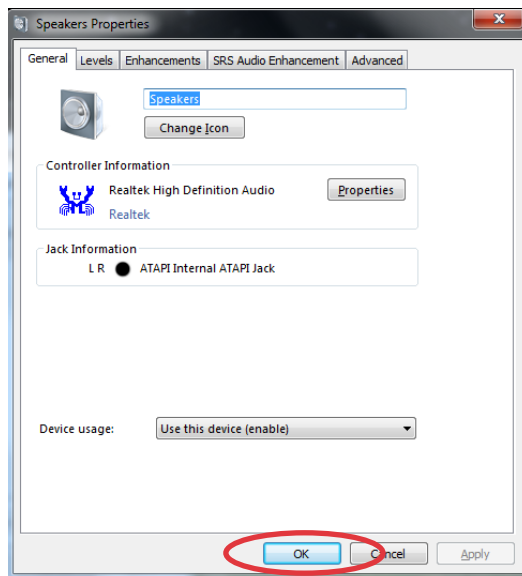 Speakers Properties
General Levels Enhancements SRS Audio Enhancement Advanced
Speakers
Change Icon
Controller Information
Realtek High Definition Audio Properties
Realtek
Jack Information
L R ATAPI Internal ATAPI Jack
Device usage: Use this device (enable)
OK Cancel Apply